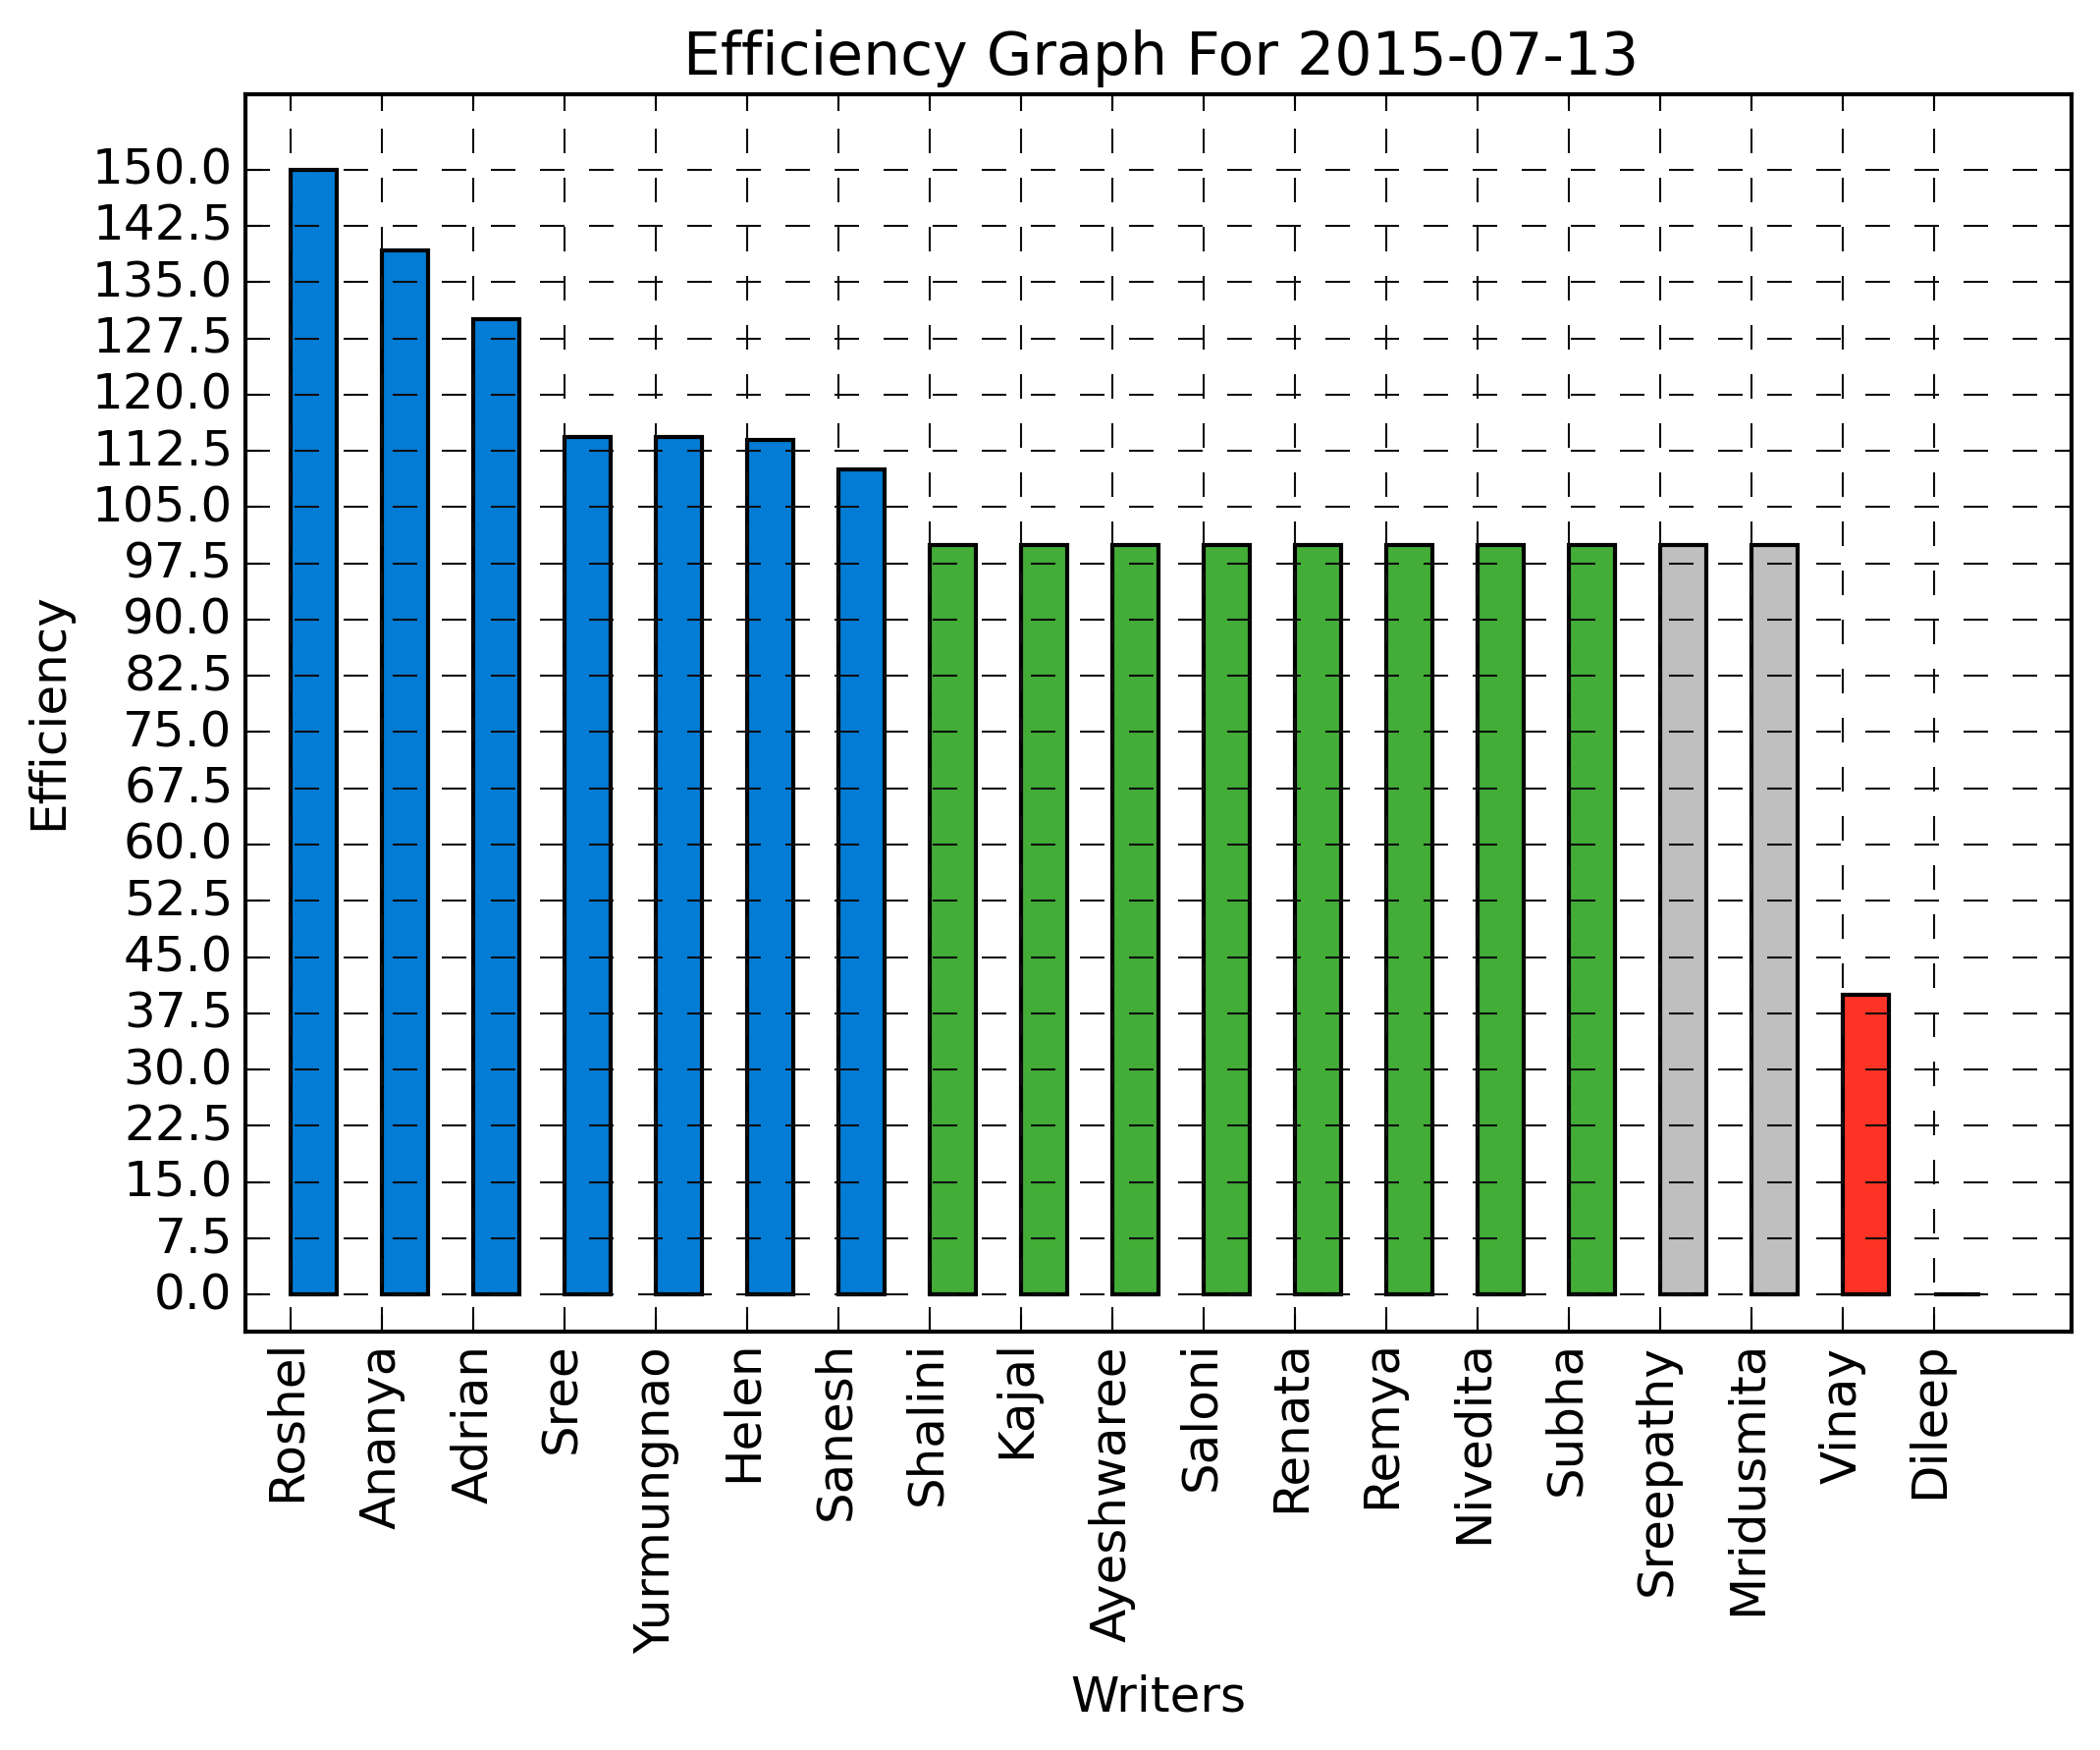 Efficiency Graph For 2015-07-13
150.0
142.5
135.0
127.5
120.0
112.5
105.0
97.5
90.0
82.5
75.0
67.5
60.0
52.5
45.0
37.5
30.0
22.5
15.0
7.5
0.0
Efficiency
Roshel
Ananya
Adrian
Sree
Yurmungnao
Helen
Sanesh
Shalini
Kajal
Ayeshwaree
Saloni
Renata
Remya
Nivedita
Subha
Sreepathy
Mridusmita
Vinay
Dileep
Writers